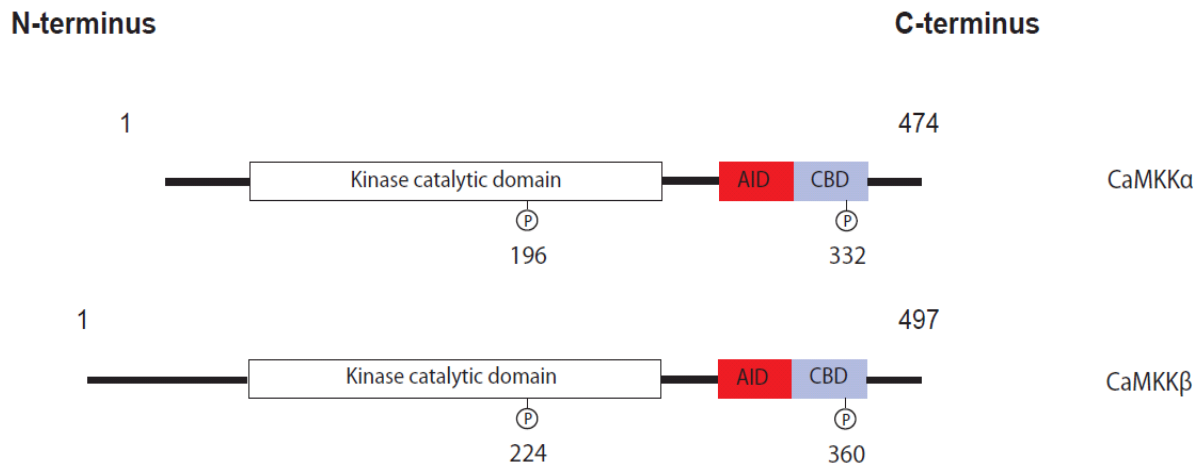 N-terminus C-terminus
1 474
Kinase catalytic domain AID CBD CaMKKα
P P
196 332
1 497
Kinase catalytic domain AID CBD CaMKKβ
P P
224 360